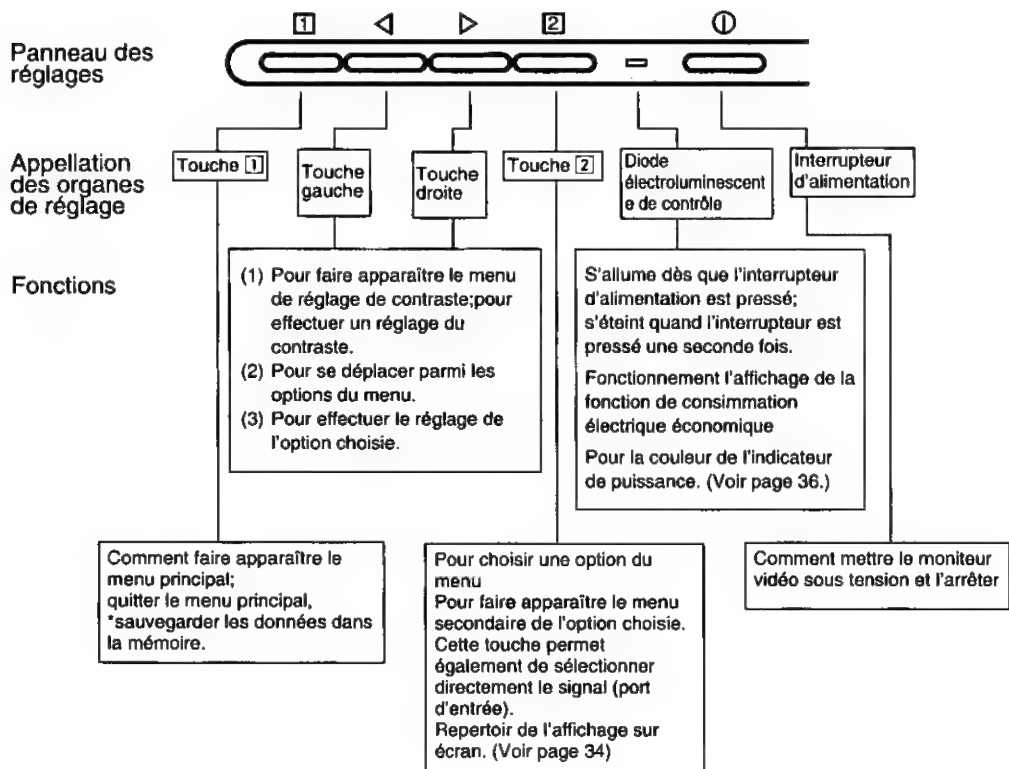 1 ◁ ▷ 2
Panneau des
réglages
Appellation
des organes
de réglage
Touche 1
Touche
gauche
Touche
droite
Touche 2
Diode
électroluminescent
e de contrôle
Interrupteur
d'alimentation
Fonctions
(1) Pour faire apparaître le menu
de réglage de contraste;pour
effectuer un réglage du
contraste.
(2) Pour se déplacer parmi les
options du menu.
(3) Pour effectuer le réglage de
l'option choisie.
S'allume dès que l'interrupteur
d'alimentation est pressé;
s'éteint quand l'interrupteur est
pressé une seconde fois.
Fonctionnement l'affichage de la
fonction de consimmation
électrique économique
Pour la couleur de l'indicateur
de puissance. (Voir page 36.)
Comment faire apparaître le
menu principal;
quitter le menu principal,
*sauvegarder les données dans
la mémoire.
Pour choisir une option du
menu
Pour faire apparaître le menu
secondaire de l'option choisie.
Cette touche permet
également de sélectionner
directement le signal (port
d'entrée).
Repertoir de l'affichage sur
écran. (Voir page 34)
Comment mettre le moniteur
vidéo sous tension et l'arrêter